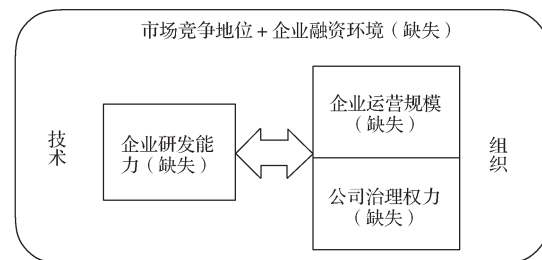 市场竞争地位+企业融资环境(缺失)
技术
企业研发能
力(缺失)
企业运营规模
(缺失)
公司治理权力
(缺失)
组织